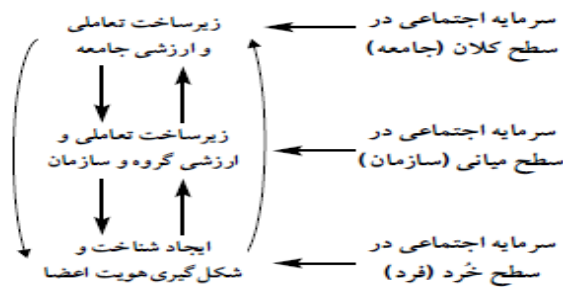 سرمایه اجتماعی در
سطح کلان (جامعه)
زیرساخت تعاملی
و ارزشی جامعه
سرمایه اجتماعی در
سطح میانی (سازمان)
زیرساخت تعاملی و
ارزشی گروه و سازمان
سرمایه اجتماعی در
سطح خُرد (فرد)
ایجاد شناخت و
شکل‌گیری هویت اعضا